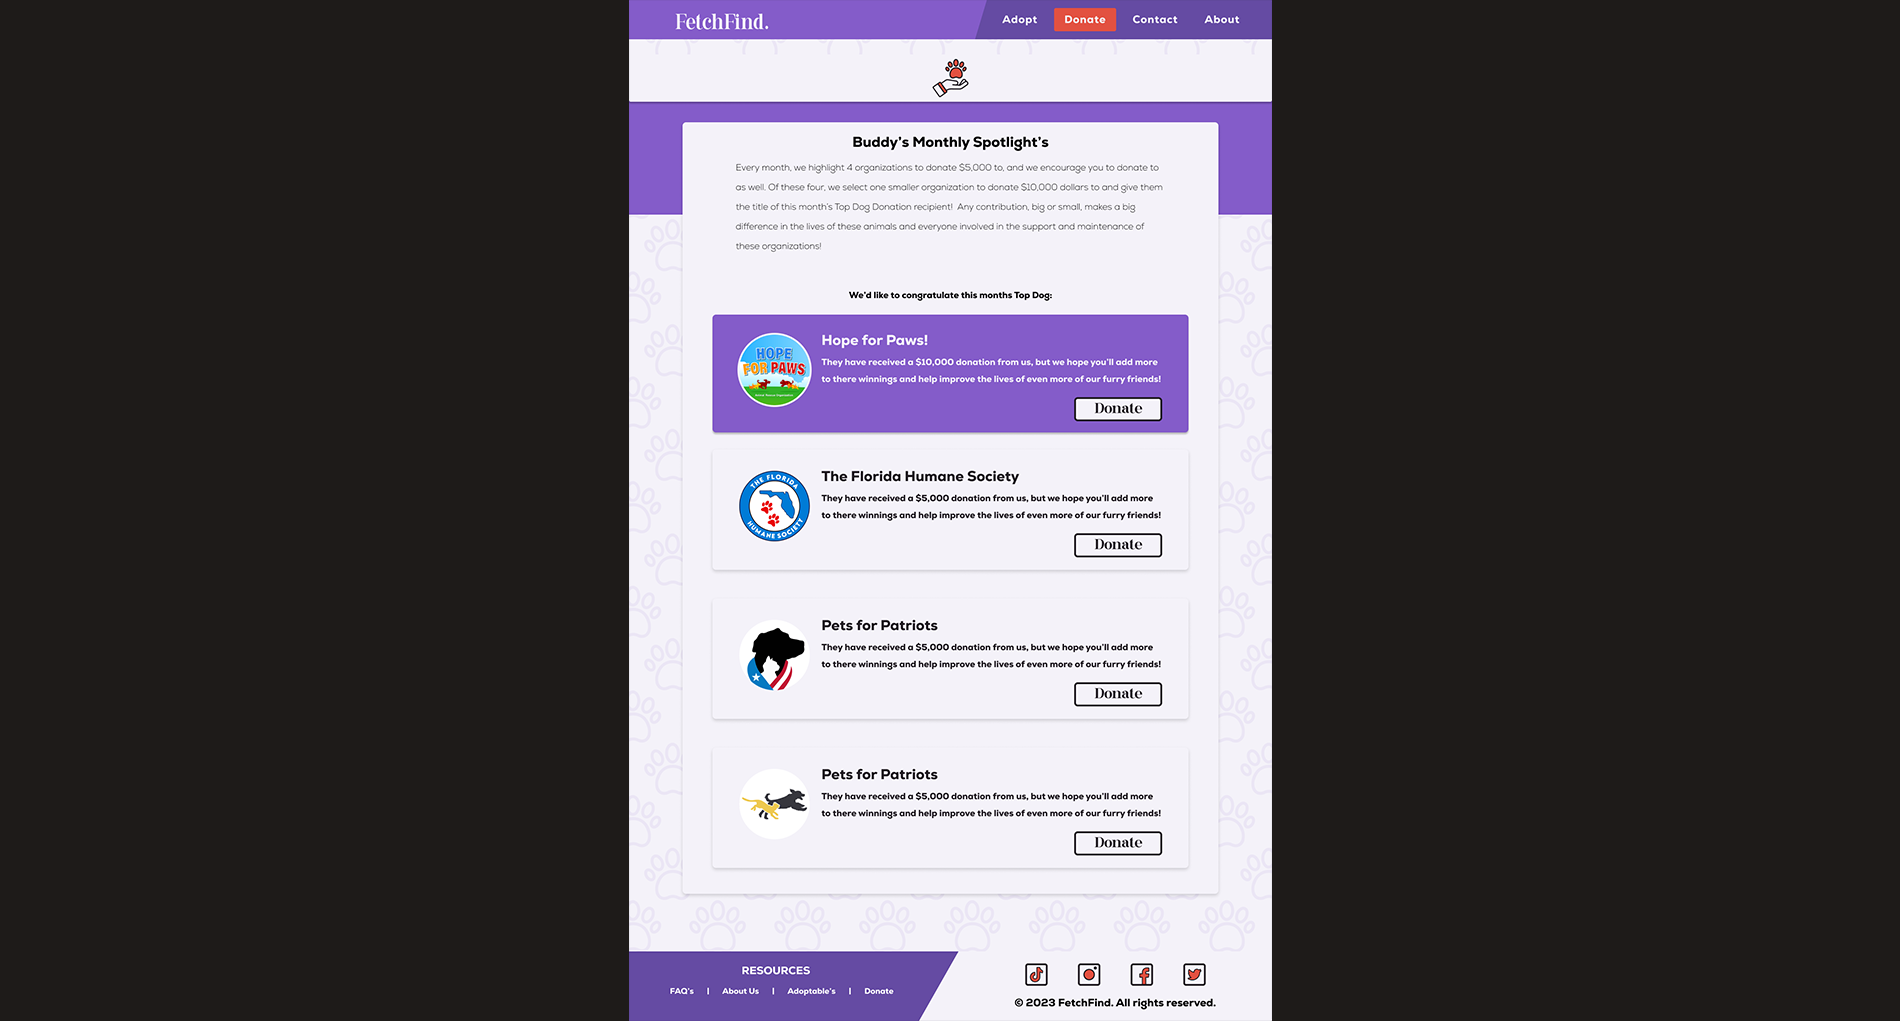 FetchFind.
Adopt
Donate
Contact
About
Buddy's Monthly Spotlight's
Every month, we highlight 4 organizations to donate $5,000 to, and we encourage you to donate to
as well. Of these four, we select one smaller organization to donate $10,000 dollars to and give them
the title of this month's Top Dog Donation recipient! Any contribution, big or small, makes a big
difference in the lives of these animals and everyone involved in the support and maintenance of
these organizations!
We'd like to congratulate this months Top Dog:
HOPE
FOR PAWS
Animal Rescue Organization
Hope for Paws!
They have received a $10,000 donation from us, but we hope you'll add more
to there winnings and help improve the lives of even more of our furry friends!
Donate
THE FLORIDA
HUMANE SOCIETY
The Florida Humane Society
They have received a $5,000 donation from us, but we hope you'll add more
to there winnings and help improve the lives of even more of our furry friends!
Donate
Pets for Patriots
They have received a $5,000 donation from us, but we hope you'll add more
to there winnings and help improve the lives of even more of our furry friends!
Donate
Pets for Patriots
They have received a $5,000 donation from us, but we hope you'll add more
to there winnings and help improve the lives of even more of our furry friends!
Donate
RESOURCES
FAQ's | About Us | Adoptable's | Donate
© 2023 FetchFind. All rights reserved.